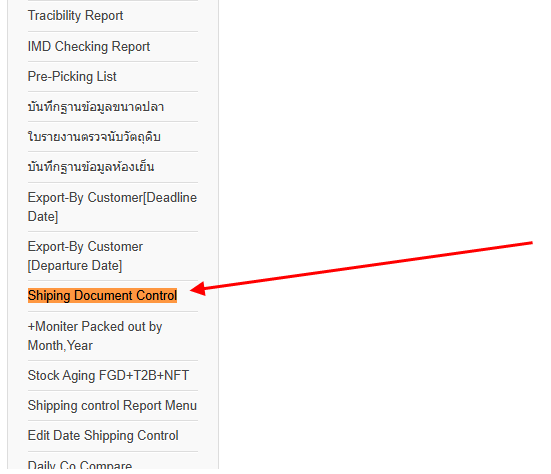 Tracibility Report
IMD Checking Report
Pre-Picking List
บันทึกฐานข้อมูลขนาดปลา
ใบรายงานตรวจนับวัตถุดิบ
บันทึกฐานข้อมูลห้องเย็น
Export-By Customer[Deadline
Date]
Export-By Customer
[Departure Date]
Shiping Document Control
+Moniter Packed out by
Month,Year
Stock Aging FGD+T2B+NFT
Shipping control Report Menu
Edit Date Shipping Control
Daily Co Compare